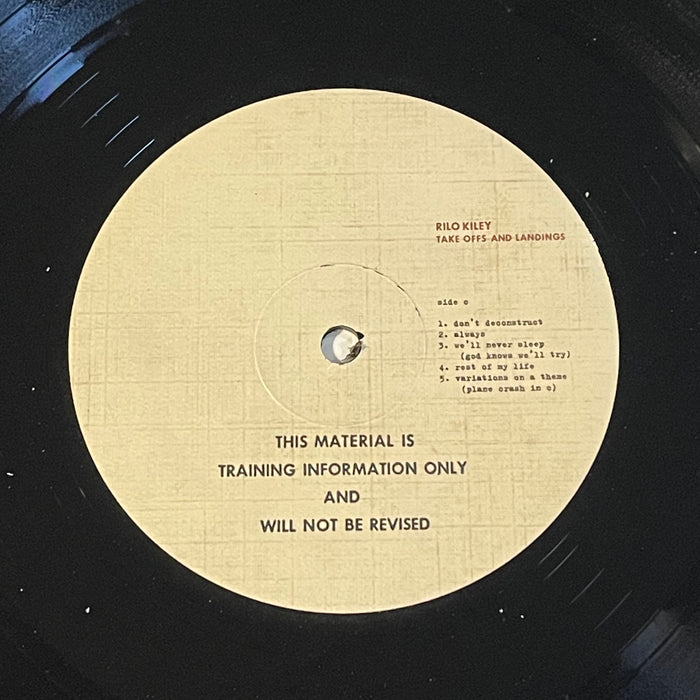 RILO KILEY
TAKE OFFS AND LANDINGS
side c
1. don't deconstruct
2. always
3. we'll never sleep
(god knows we'll try)
4. rest of my life
5. variations on a theme
(plane crash in c)
THIS MATERIAL IS
TRAINING INFORMATION ONLY
AND
WILL NOT BE REVISED